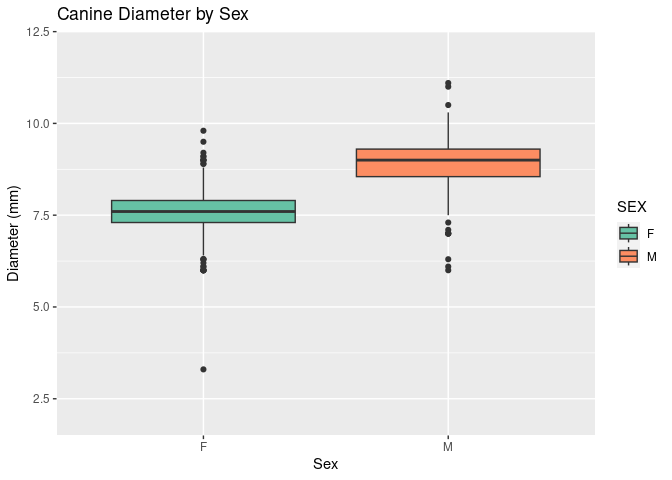 Canine Diameter by Sex
12.5
10.0
7.5
5.0
2.5
Diameter (mm)
F
M
Sex
SEX
F
M